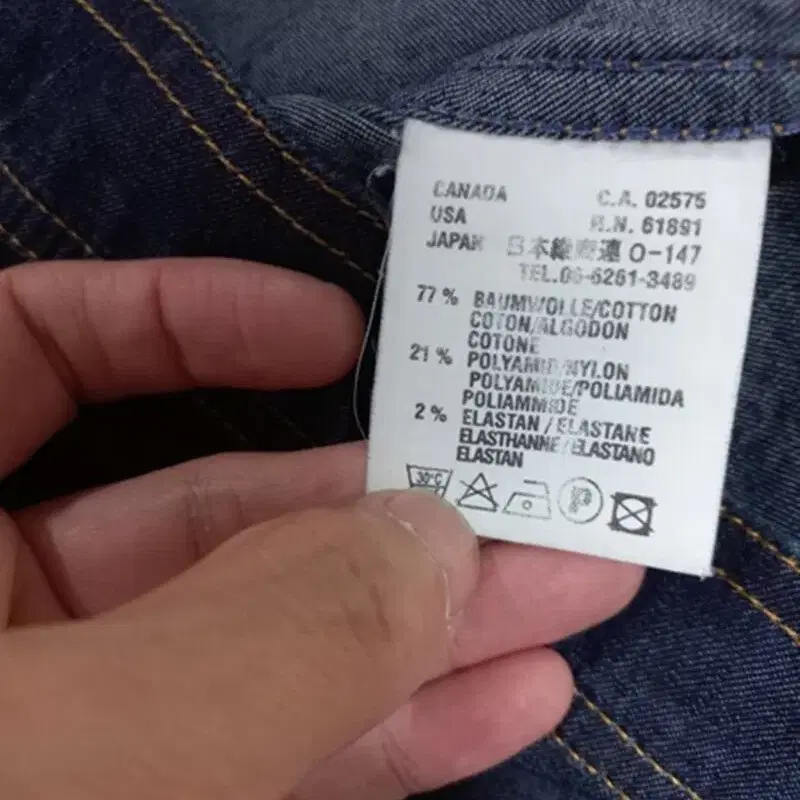 CANADA C.A. 02575
USA R.N. 61891
JAPAN 日本繊商連 O-147
TEL.06-6261-3489
77 % BAUMWOLLE/COTTON
COTON/ALGODON
COTONE
21 % POLYAMID/NYLON
POLYAMIDE/POLIAMIDA
POLIAMMIDE
2 % ELASTAN / ELASTANE
ELASTHANNE / ELASTANO
ELASTAN
30°C